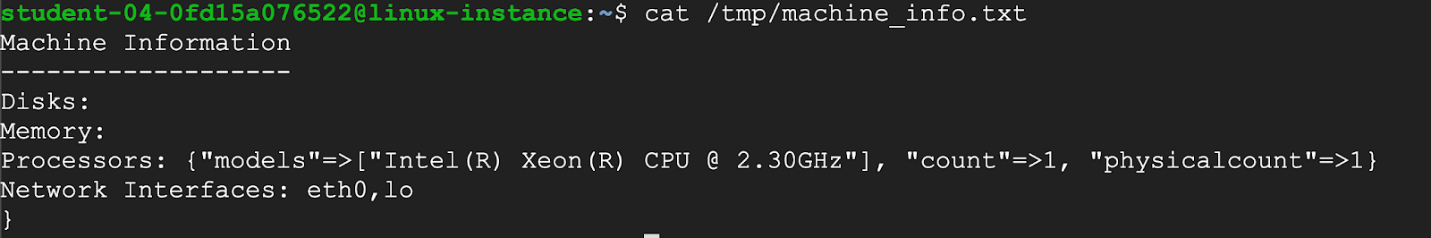 student-04-0fd15a076522@linux-instance:~$ cat /tmp/machine_info.txt
Machine Information
-------------------
Disks:
Memory:
Processors: {"models"=>["Intel(R) Xeon(R) CPU @ 2.30GHz"], "count"=>1, "physicalcount"=>1}
Network Interfaces: eth0,lo
}